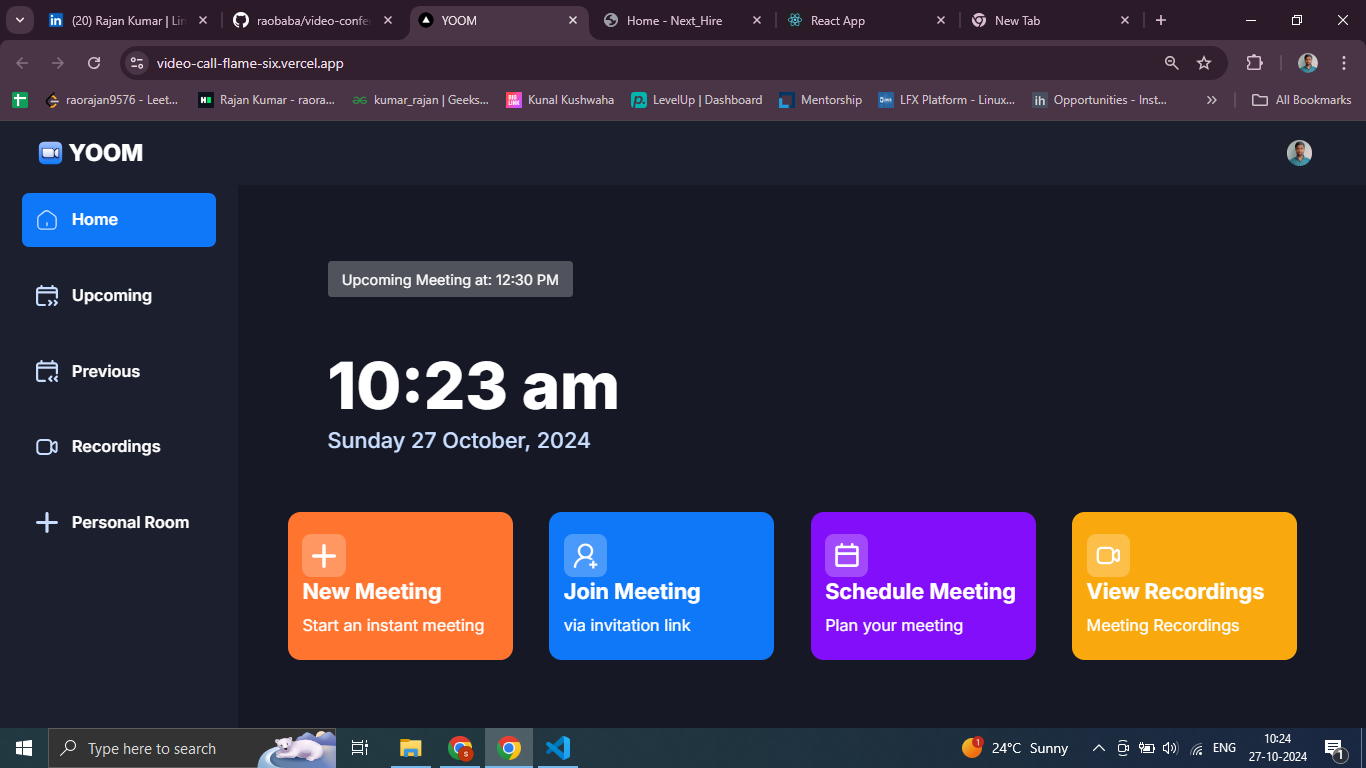 (20) Rajan Kumar | Lin
raobaba/video-confe
YOOM
Home - Next_Hire
React App
New Tab
video-call-flame-six.vercel.app
raorajan9576 - Leet...
Rajan Kumar - raora...
kumar_rajan | Geeks...
Kunal Kushwaha
LevelUp | Dashboard
Mentorship
LFX Platform - Linux...
ih Opportunities - Inst...
All Bookmarks
YOOM
Home
Upcoming
Previous
Recordings
Personal Room
Upcoming Meeting at: 12:30 PM
10:23 am
Sunday 27 October, 2024
New Meeting
Start an instant meeting
Join Meeting
via invitation link
Schedule Meeting
Plan your meeting
View Recordings
Meeting Recordings
Type here to search
1
24°C Sunny
ENG
10:24
27-10-2024
1